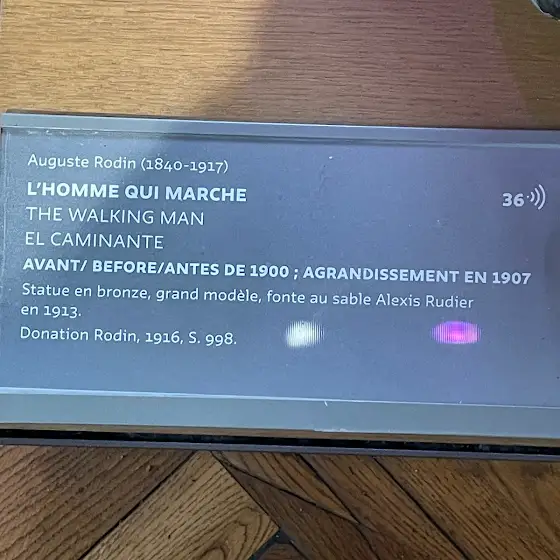 Auguste Rodin (1840-1917)
L'HOMME QUI MARCHE
36
THE WALKING MAN
EL CAMINANTE
AVANT/ BEFORE/ANTES DE 1900 ; AGRANDISSEMENT EN 1907
Statue en bronze, grand modèle, fonte au sable Alexis Rudier
en 1913.
Donation Rodin, 1916, S. 998.